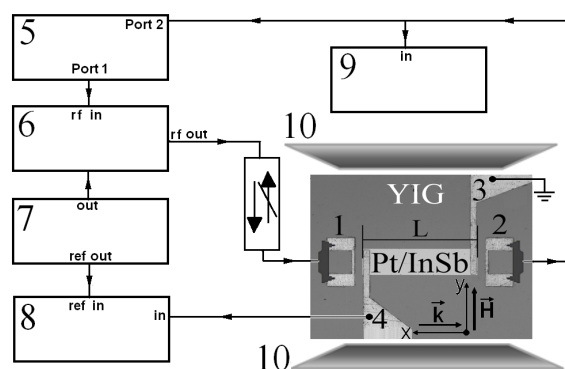 5
Port 2
Port 1
in
9
6
rf in
rf out
10
7
out
ref out
8
ref in
in
YIG
3
1
L
2
Pt/InSb
y
H
k
x
4
10